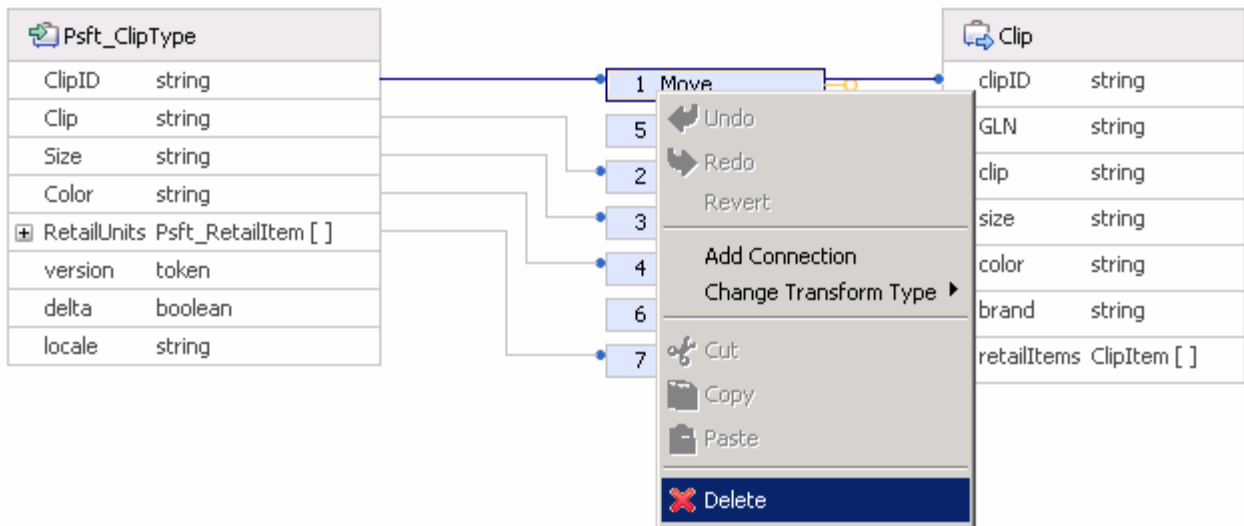 Psft_ClipType
ClipID string
Clip string
Size string
Color string
RetailUnits Psft_RetailItem [ ]
version token
delta boolean
locale string
1 Move
5
2
3
4
6
7
Undo
Redo
Revert
Add Connection
Change Transform Type
Cut
Copy
Paste
Delete
Clip
clipID string
GLN string
clip string
size string
color string
brand string
retailItems ClipItem [ ]